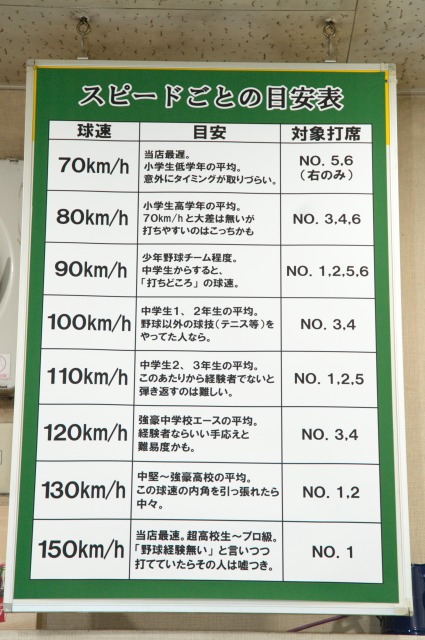 スピードごとの目安表
球速 目安 対象打席
70km/h
当店最遅。
小学生低学年の平均。
意外にタイミングが取りづらい。
NO. 5,6
(右のみ)
80km/h
小学生高学年の平均。
70km/hと大差は無いが
打ちやすいのはこっちかも
NO. 3,4,6
90km/h
少年野球チーム程度。
中学生からすると、
「打ちどころ」の球速。
NO. 1,2,5,6
100km/h
中学生1、2年生の平均。
野球以外の球技(テニス等)を
やってた人なら。
NO. 3,4
110km/h
中学生2、3年生の平均。
このあたりから経験者でないと
弾き返すのは難しい。
NO. 1,2,5
120km/h
強豪中学校エースの平均。
経験者ならいい手応えと
難易度かも。
NO. 3,4
130km/h
中堅～強豪高校の平均。
この球速の内角を引っ張れたら
中々。
NO. 1,2
150km/h
当店最速。超高校生～プロ級。
「野球経験無い」と言いつつ
打てていたらその人は嘘つき。
NO. 1